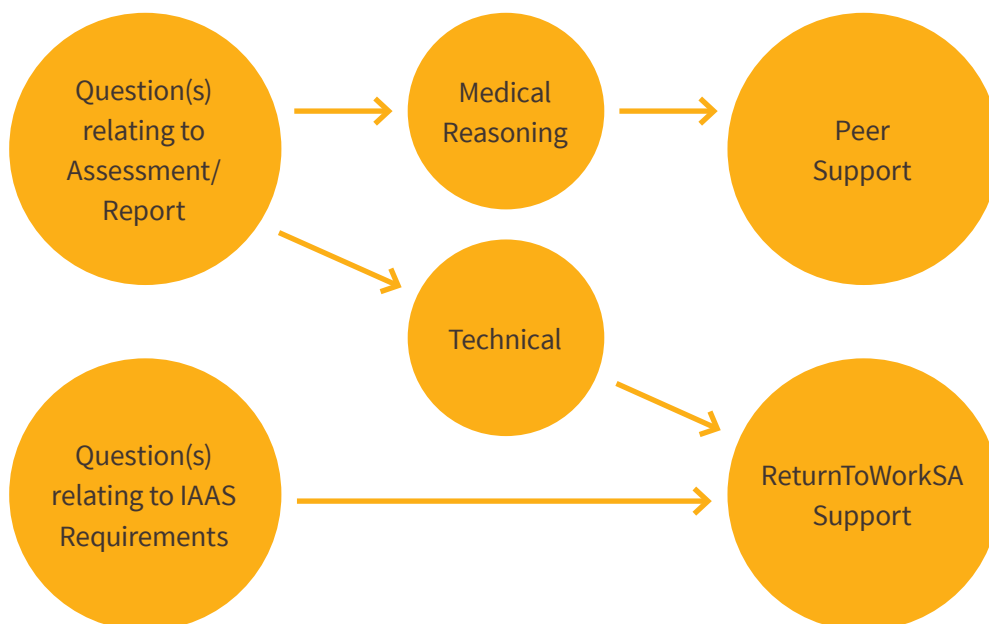 Question(s)
relating to
Assessment/
Report
Medical
Reasoning
Peer
Support
Technical
Question(s)
relating to IAAS
Requirements
ReturnToWorkSA
Support